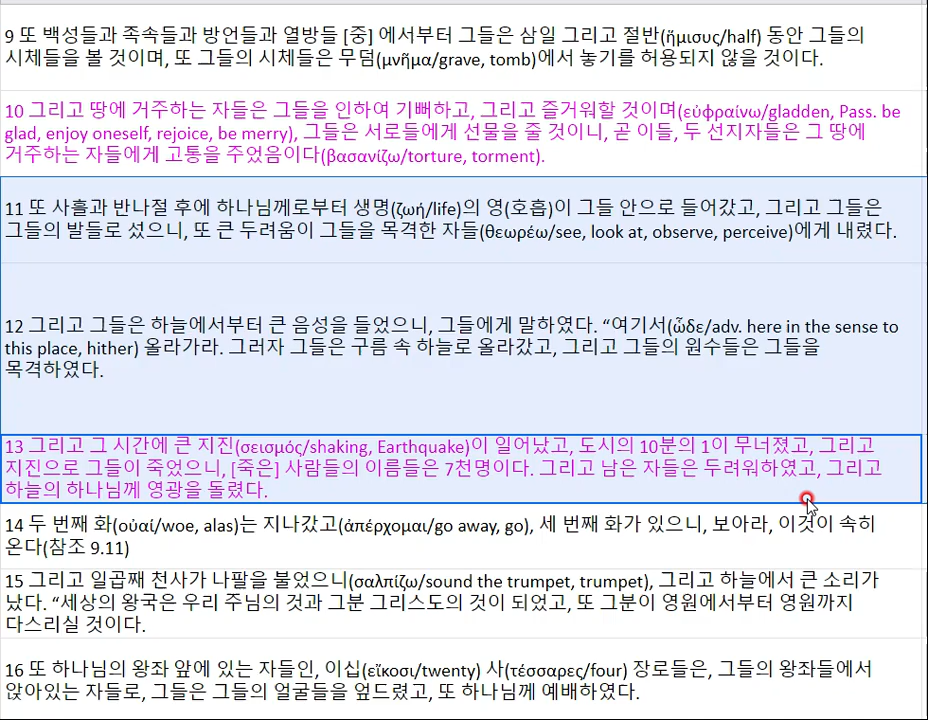 9 또 백성들과 족속들과 방언들과 열방들 [중] 에서부터 그들은 삼일 그리고 절반(ἥμισυς/half) 동안 그들의
시체들을 볼 것이며, 또 그들의 시체들은 무덤(μνῆμα/grave, tomb)에서 놓기를 허용되지 않을 것이다.
10 그리고 땅에 거주하는 자들은 그들을 인하여 기뻐하고, 그리고 즐거워할 것이며(εὐφραίνω/gladden, Pass. be
glad, enjoy oneself, rejoice, be merry), 그들은 서로들에게 선물을 줄 것이니, 곧 이들, 두 선지자들은 그 땅에
거주하는 자들에게 고통을 주었음이다(βασανίζω/torture, torment).
11 또 사흘과 반나절 후에 하나님께로부터 생명(ζωή/life)의 영(호흡)이 그들 안으로 들어갔고, 그리고 그들은
그들의 발들로 섰으니, 또 큰 두려움이 그들을 목격한 자들(θεωρέω/see, look at, observe, perceive)에게 내렸다.
12 그리고 그들은 하늘에서부터 큰 음성을 들었으니, 그들에게 말하였다. “여기서(ὧδε/adv. here in the sense to
this place, hither) 올라가라. 그러자 그들은 구름 속 하늘로 올라갔고, 그리고 그들의 원수들은 그들을
목격하였다.
13 그리고 그 시간에 큰 지진(σεισμός/shaking, Earthquake)이 일어났고, 도시의 10분의 1이 무너졌고, 그리고
지진으로 그들이 죽었으니, [죽은] 사람들의 이름들은 7천명이다. 그리고 남은 자들은 두려워하였고, 그리고
하늘의 하나님께 영광을 돌렸다.
14 두 번째 화(οὐαί/woe, alas)는 지나갔고(ἀπέρχομαι/go away, go), 세 번째 화가 있으니, 보아라, 이것이 속히
온다(참조 9.11)
15 그리고 일곱째 천사가 나팔을 불었으니(σαλπίζω/sound the trumpet, trumpet), 그리고 하늘에서 큰 소리가
났다. “세상의 왕국은 우리 주님의 것과 그분 그리스도의 것이 되었고, 또 그분이 영원에서부터 영원까지
다스리실 것이다.
16 또 하나님의 왕좌 앞에 있는 자들인, 이십(εἴκοσι/twenty) 사(τέσσαρες/four) 장로들은, 그들의 왕좌들에서
앉아있는 자들로, 그들은 그들의 얼굴들을 엎드렸고, 또 하나님께 예배하였다.